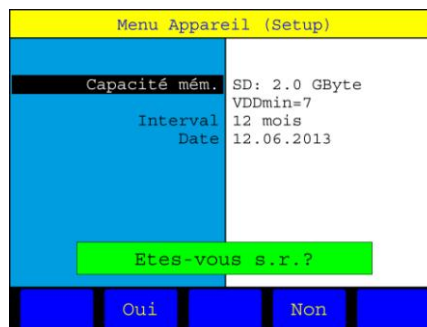 Menu Appareil (Setup)
Capacité mém. SD: 2.0 GByte
VDDmin=7
Interval 12 mois
Date 12.06.2013
Etes-vous s.r.?
Oui Non